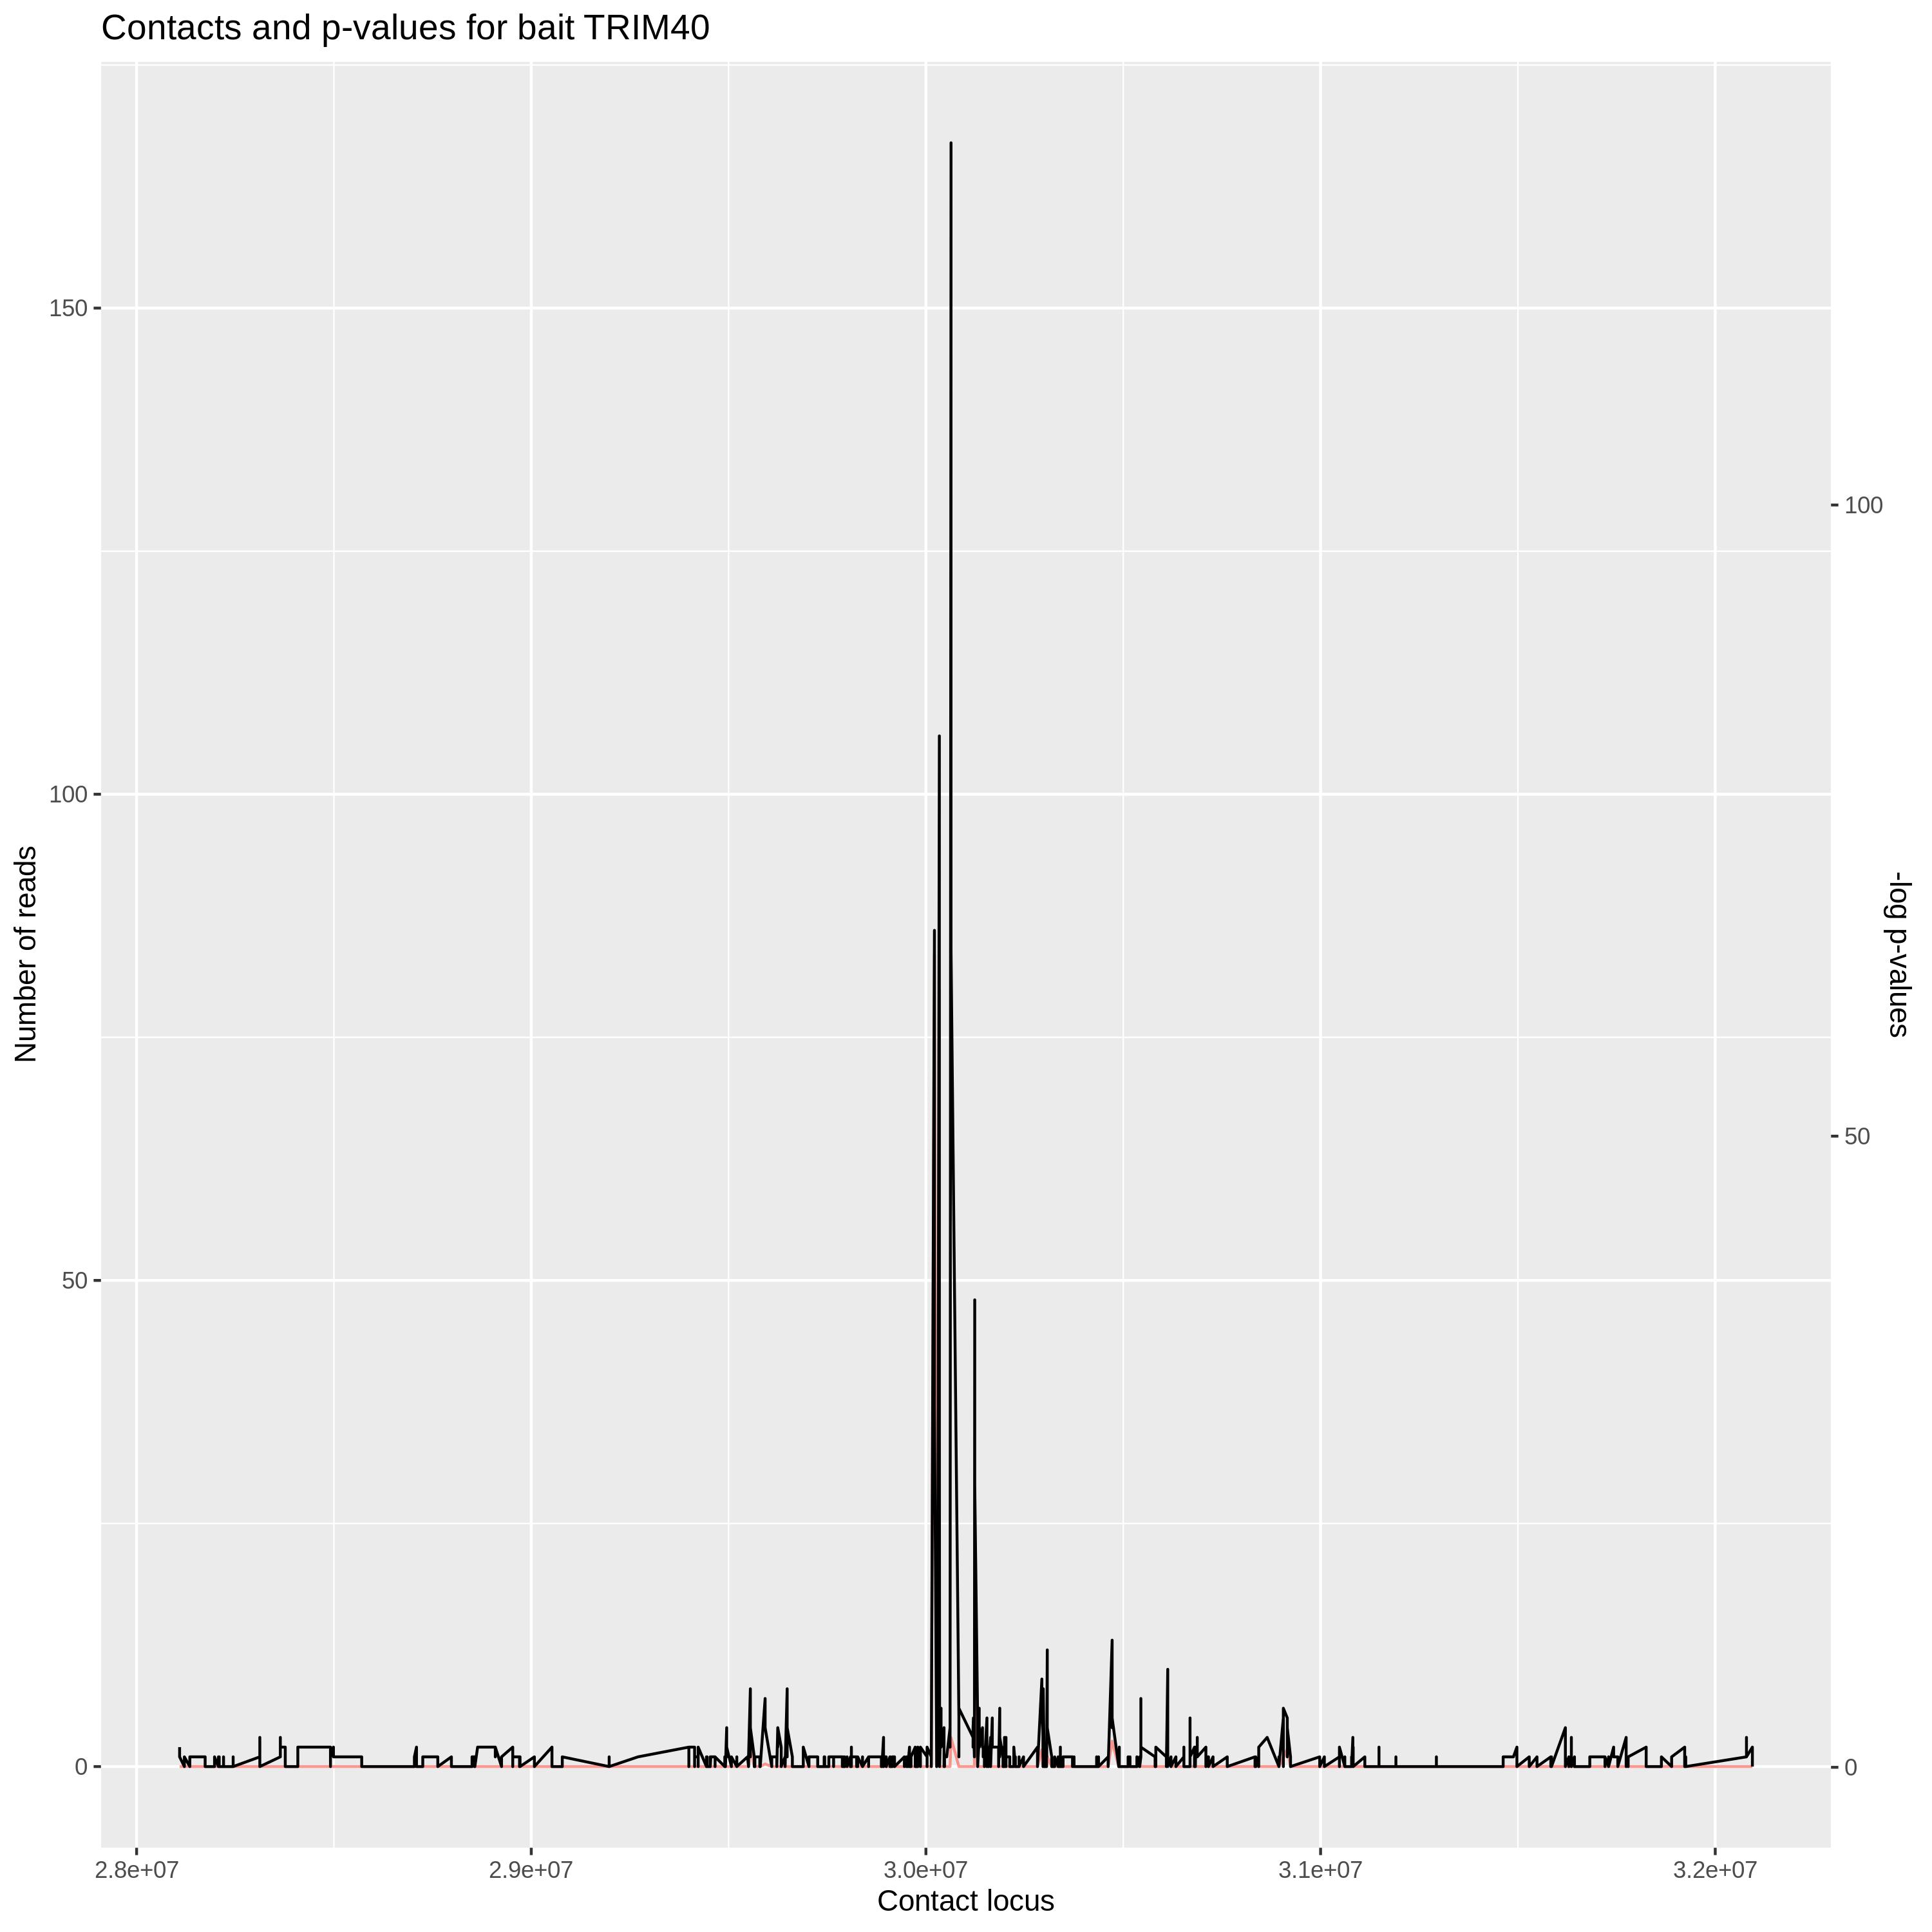 Contacts and p-values for bait TRIM40
150
100
50
0
Number of reads
100
50
0
-log p-values
2.8e+07
2.9e+07
3.0e+07
3.1e+07
3.2e+07
Contact locus